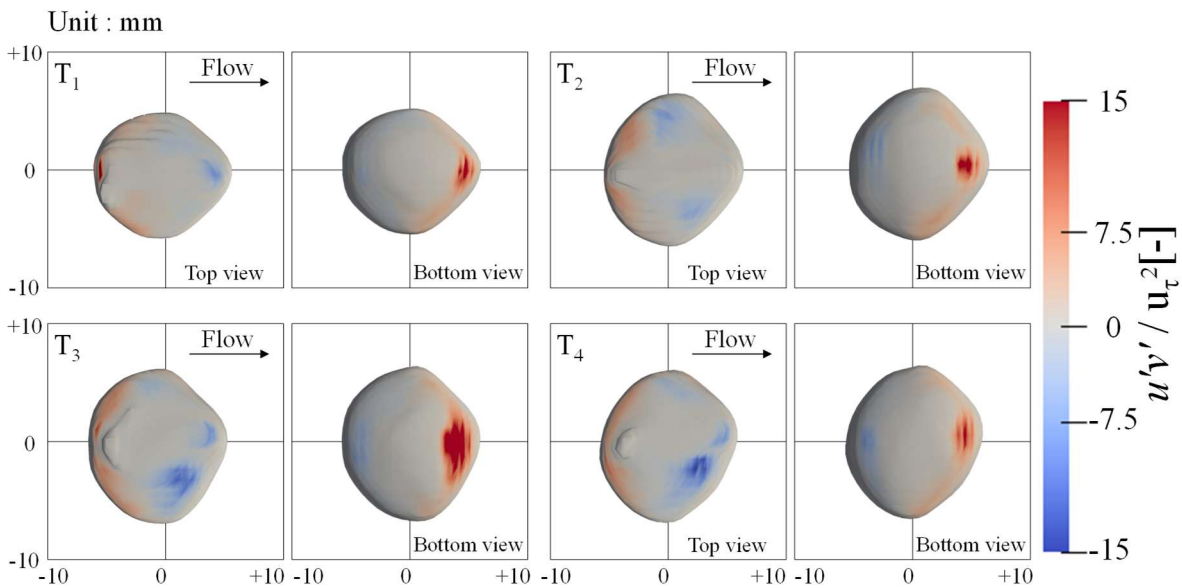 Unit : mm
+10
T1
Flow
T2
Flow
0
Top view
Bottom view
Top view
Bottom view
-10
+10
T3
Flow
T4
Flow
0
Bottom view
Top view
Bottom view
-10
-10
0
+10
0
+10
-10
0
+10
0
+10
15
7.5
0
-7.5
-15
u'v' / uτ² [-]